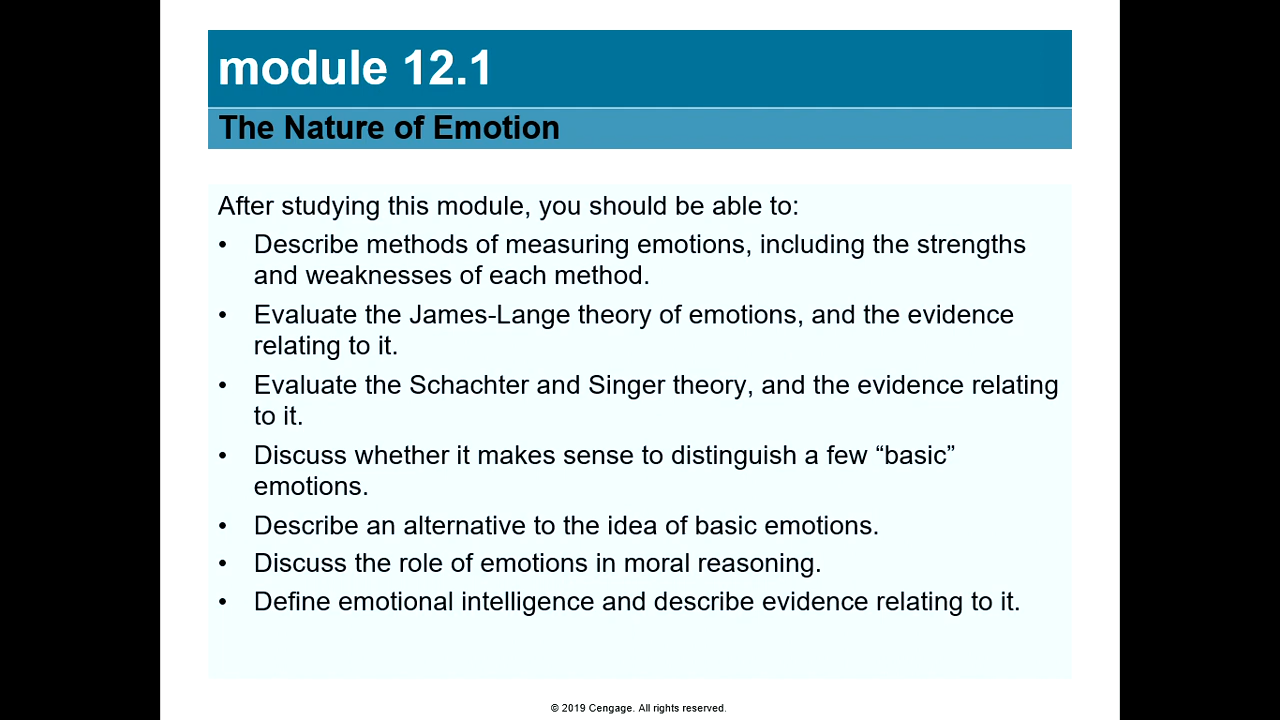 module 12.1
The Nature of Emotion
After studying this module, you should be able to:
• Describe methods of measuring emotions, including the strengths
and weaknesses of each method.
• Evaluate the James-Lange theory of emotions, and the evidence
relating to it.
• Evaluate the Schachter and Singer theory, and the evidence relating
to it.
• Discuss whether it makes sense to distinguish a few “basic”
emotions.
• Describe an alternative to the idea of basic emotions.
• Discuss the role of emotions in moral reasoning.
• Define emotional intelligence and describe evidence relating to it.
© 2019 Cengage. All rights reserved.